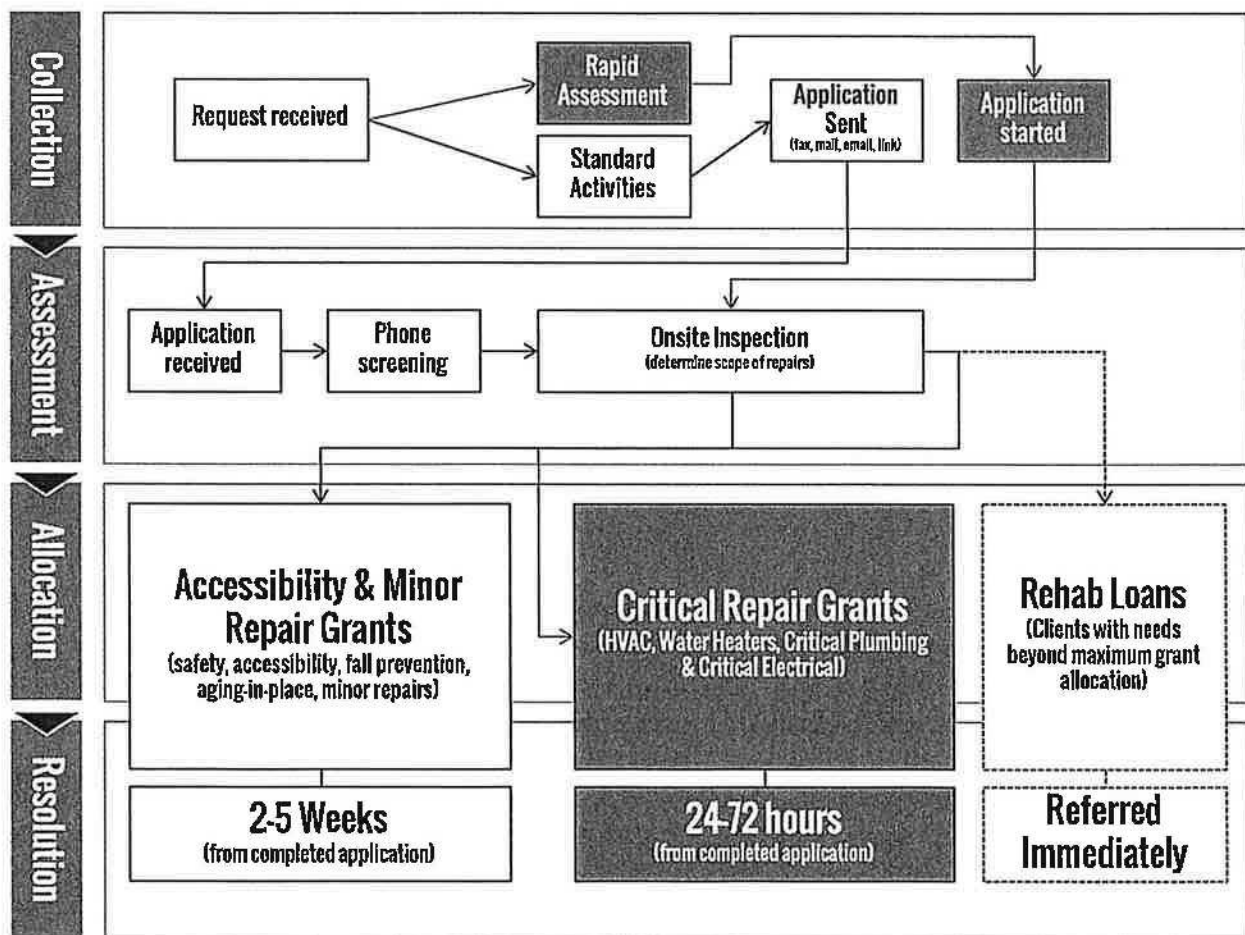 Collection
Request received
Rapid
Assessment
Standard
Activities
Application
Sent
(fax, mail, email, link)
Application
started
Assessment
Application
received
Phone
screening
Onsite Inspection
(determine scope of repairs)
Allocation
Accessibility & Minor
Repair Grants
(safety, accessibility, fall prevention,
aging-in-place, minor repairs)
Critical Repair Grants
(HVAC, Water Heaters, Critical Plumbing
& Critical Electrical)
Rehab Loans
(Clients with needs
beyond maximum grant
allocation)
Resolution
2-5 Weeks
(from completed application)
24-72 hours
(from completed application)
Referred
Immediately